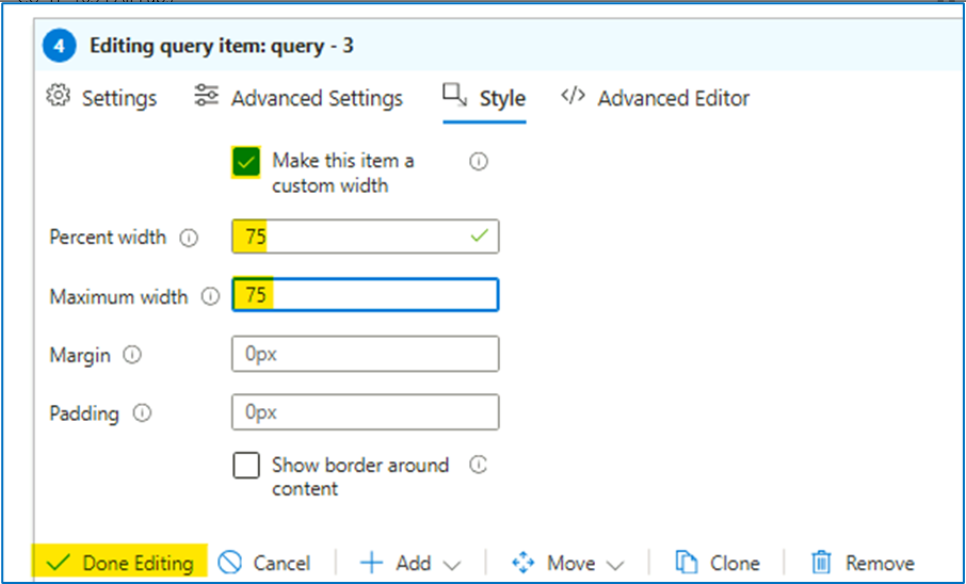 4 Editing query item: query - 3
Settings Advanced Settings Style </> Advanced Editor
Make this item a
custom width
Percent width 75
Maximum width 75
Margin 0px
Padding 0px
Show border around
content
Done Editing Cancel Add Move Clone Remove